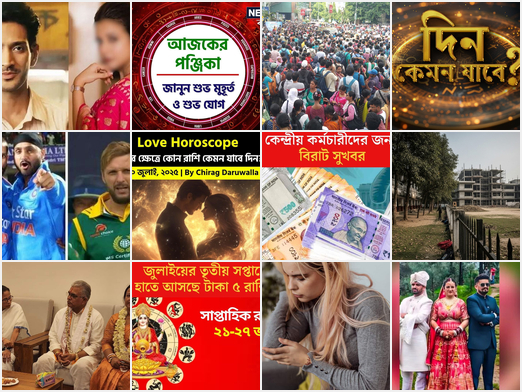 আজকের
পঞ্জিকা
জানুন শুভ মুহূর্ত
ও শুভ যোগ
দিন
কেমন যাবে?
INDIA
Love Horoscope
ক্ষেত্রে কোন রাশি কেমন যাবে দিন
জুলাই, ২০২৫ | By Chirag Daruwalla
কেন্দ্রীয় কর্মচারীদের জন্য
বিরাট সুখবর
জুলাইয়ের তৃতীয় সপ্তাহে
হাতে আসছে টাকা ৫
সাপ্তাহিক
২১-২৭